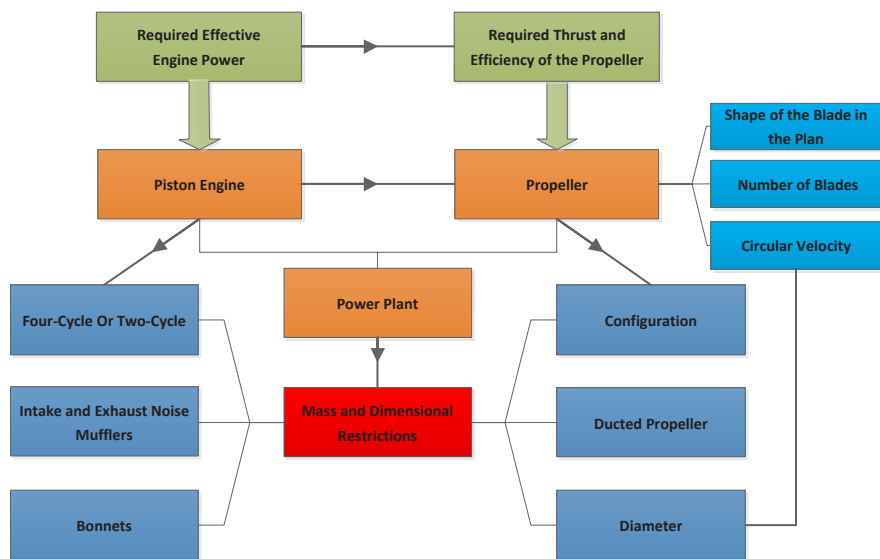 Required Effective
Engine Power
Required Thrust and
Efficiency of the Propeller
Shape of the Blade in
the Plan
Piston Engine
Propeller
Number of Blades
Circular Velocity
Power Plant
Four-Cycle Or Two-Cycle
Configuration
Intake and Exhaust Noise
Mufflers
Mass and Dimensional
Restrictions
Ducted Propeller
Bonnets
Diameter